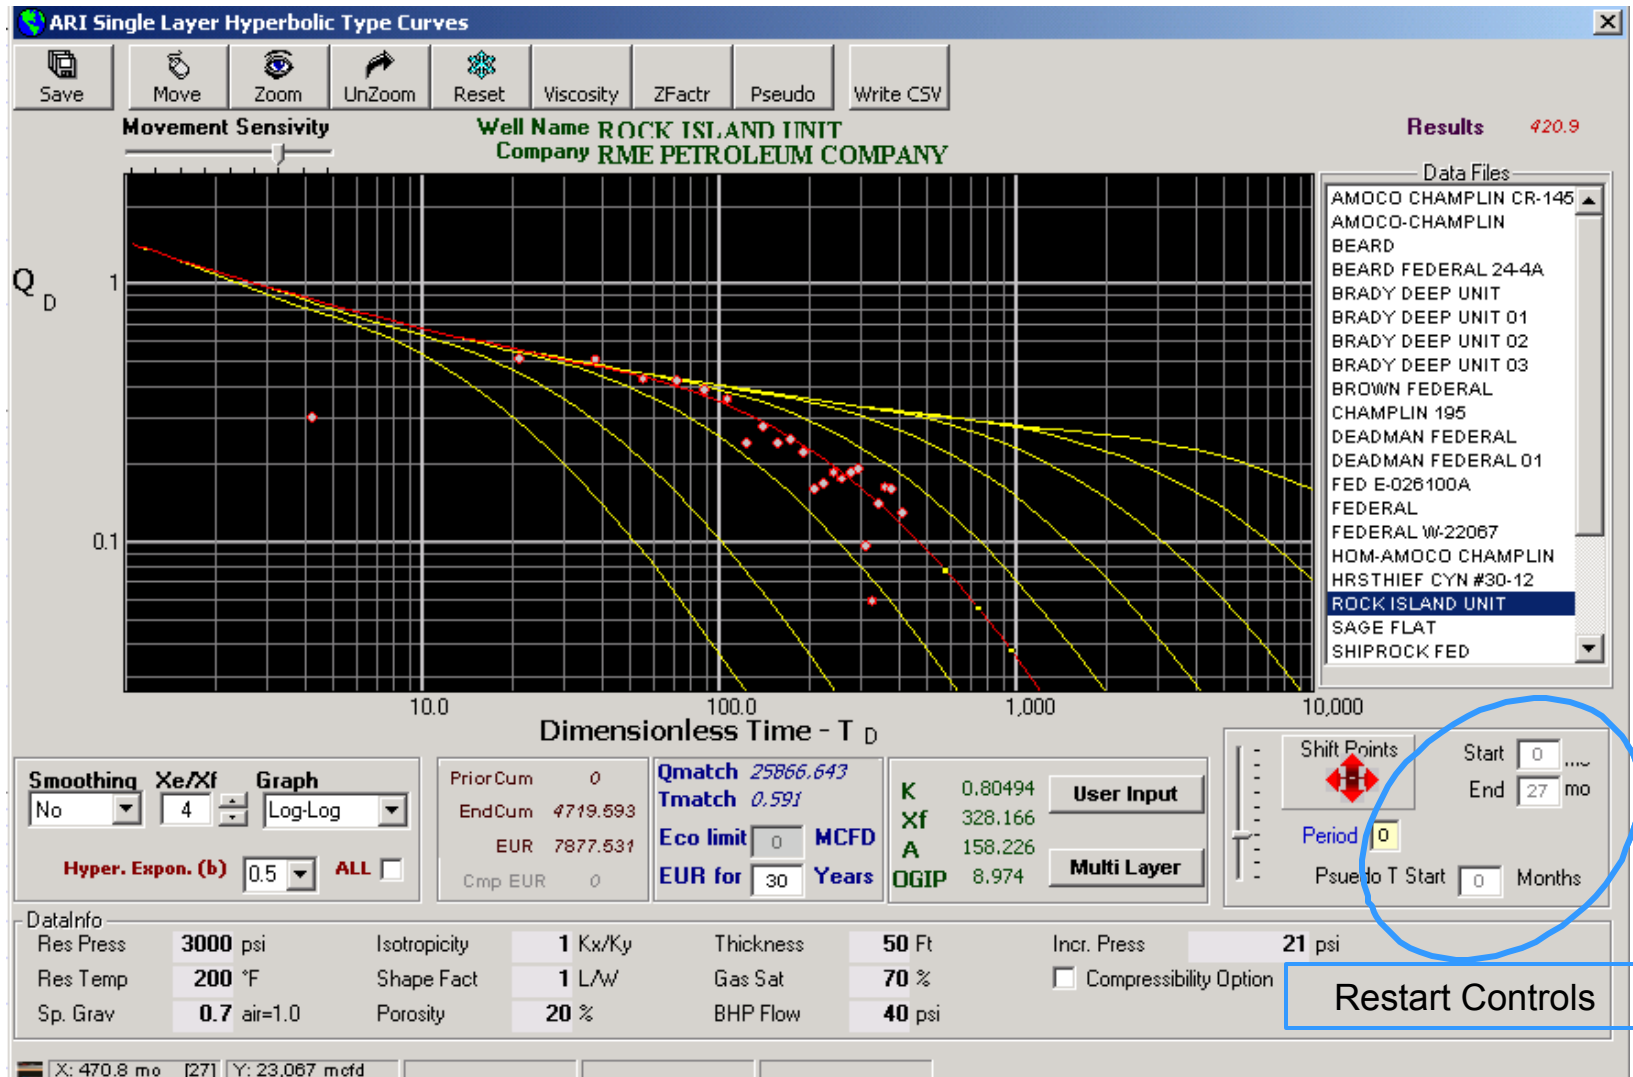 ARI Single Layer Hyperbolic Type Curves
Save Move Zoom UnZoom Reset Viscosity ZFactr Pseudo Write CSV
Movement Sensivity
Well Name ROCK ISLAND UNIT
Company RME PETROLEUM COMPANY
Results 420.9
Data Files
AMOCO CHAMPLIN CR-145
AMOCO-CHAMPLIN
BEARD
BEARD FEDERAL 24-4A
BRADY DEEP UNIT
BRADY DEEP UNIT 01
BRADY DEEP UNIT 02
BRADY DEEP UNIT 03
BROWN FEDERAL
CHAMPLIN 195
DEADMAN FEDERAL
DEADMAN FEDERAL 01
FED E-026100A
FEDERAL
FEDERAL W-22067
HOM-AMOCO CHAMPLIN
HRSTHIEF CYN #30-12
ROCK ISLAND UNIT
SAGE FLAT
SHIPROCK FED
Q D
1
0.1
10.0 100.0 1,000 10,000
Dimensionless Time - T D
Smoothing Xe/Xf Graph
No 4 Log-Log
Hyper. Expon. (b) 0.5 ALL
PriorCum 0
EndCum 4719.593
EUR 7877.531
Cmp EUR 0
Qmatch 25866.643
Tmatch 0.591
Eco limit 0 MCFD
EUR for 30 Years
K 0.80494
Xf 328.166
A 158.226
OGIP 8.974
User Input
Multi Layer
Shift Points
Period 0
Start 0
End 27 mo
Psuedo T Start 0 Months
DataInfo
Res Press 3000 psi Isotropicity 1 Kx/Ky Thickness 50 Ft Incr. Press 21 psi
Res Temp 200 °F Shape Fact 1 L/W Gas Sat 70 % Compressibility Option
Sp. Grav 0.7 air=1.0 Porosity 20 % BHP Flow 40 psi
Restart Controls
X: 470.8 mo [27] Y: 23,067 mcfd